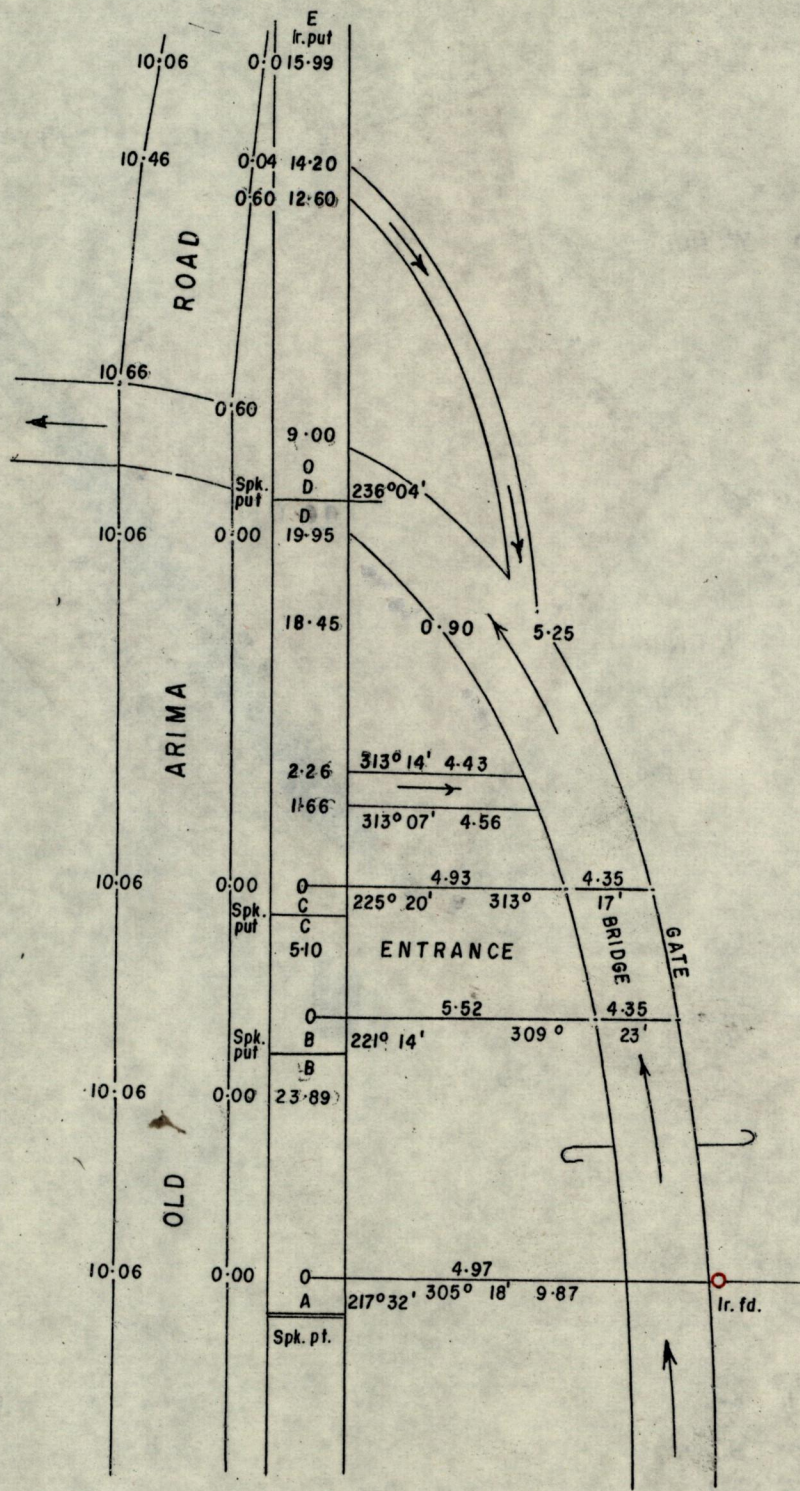 E
Ir.put
10·06 0·0 15·99
10·46 0·04 14·20
0·60 12·60
ROAD
10·66
0·60
9·00
O
Spk. put D 236°04'
D
10·06 0·00 19·95
18·45 0·90 5·25
ARIMA
313° 14' 4·43
2·26
1·66
313° 07' 4·56
4·93 4·35
10·06 0·00 0
Spk. put C 225° 20' 313° 17'
C
5·10 ENTRANCE BRIDGE GATE
5·52 4·35
0
Spk. put B 221° 14' 309° 23'
B
10·06 0·00 23·89
OLD
4·97
10·06 0·00 0
A 217°32' 305° 18' 9·87
Ir. fd.
Spk. pt.